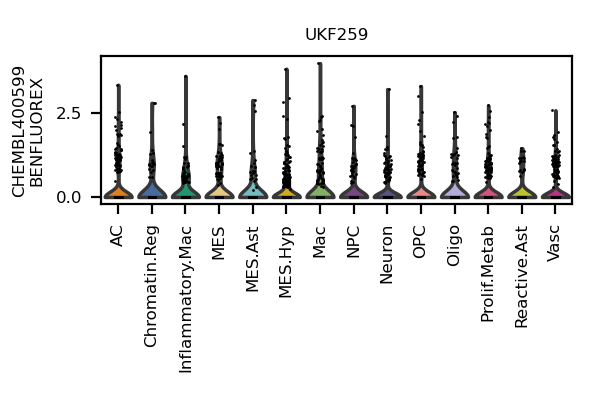 UKF259
CHEMBL400599
BENFLUOREX
2.5
0.0
AC
Chromatin.Reg
Inflammatory.Mac
MES
MES.Ast
MES.Hyp
Mac
NPC
Neuron
OPC
Oligo
Prolif.Metab
Reactive.Ast
Vasc